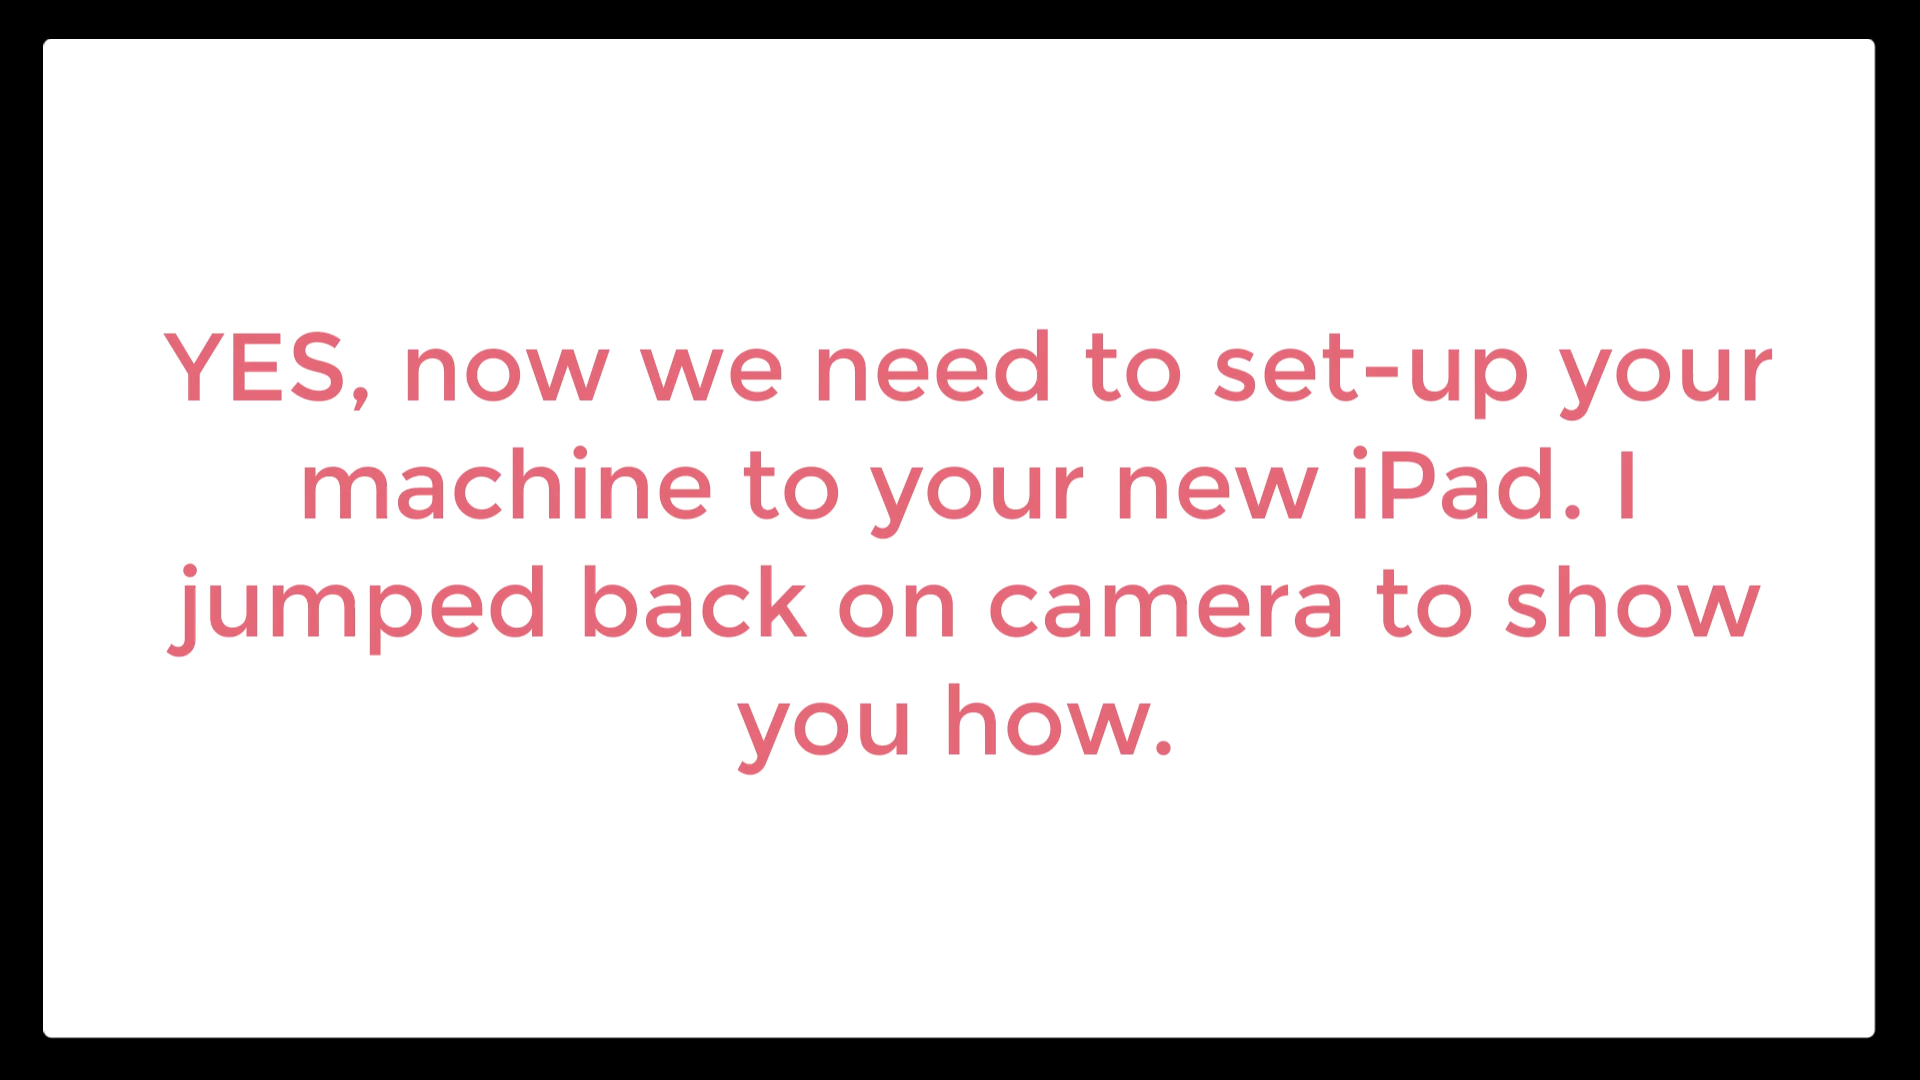 YES, now we need to set-up your
machine to your new iPad. I
jumped back on camera to show
you how.